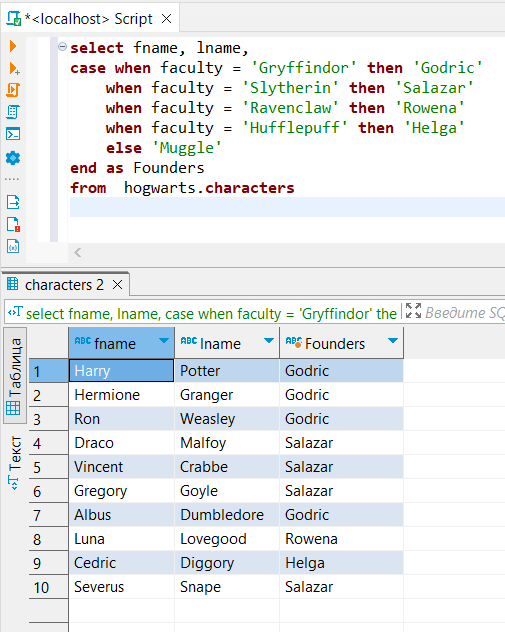 *<localhost> Script
select fname, lname,
case when faculty = 'Gryffindor' then 'Godric'
when faculty = 'Slytherin' then 'Salazar'
when faculty = 'Ravenclaw' then 'Rowena'
when faculty = 'Hufflepuff' then 'Helga'
else 'Muggle'
end as Founders
from hogwarts.characters
characters 2
select fname, lname, case when faculty = 'Gryffindor' the Введите SQ
Таблица
Текст
ABC fname ABC lname ABC Founders
1 Harry Potter Godric
2 Hermione Granger Godric
3 Ron Weasley Godric
4 Draco Malfoy Salazar
5 Vincent Crabbe Salazar
6 Gregory Goyle Salazar
7 Albus Dumbledore Godric
8 Luna Lovegood Rowena
9 Cedric Diggory Helga
10 Severus Snape Salazar